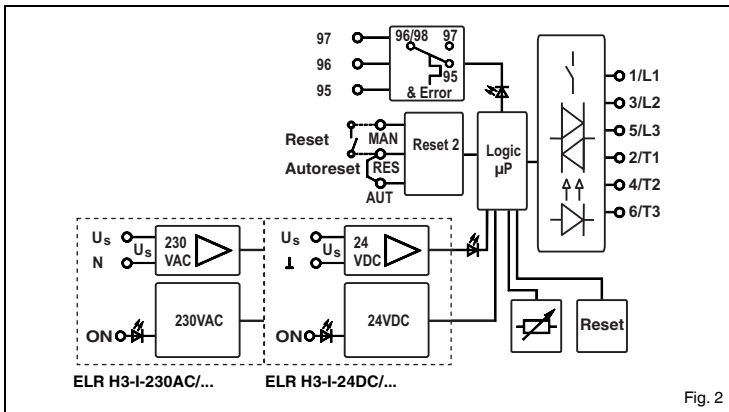 97
96
95
96/98 97
95
& Error
Reset
Autoreset
MAN
RES
AUT
Reset 2
Logic
µP
1/L1
3/L2
5/L3
2/T1
4/T2
6/T3
Us
N
Us
230
VAC
ON
230VAC
Us
⊥
Us
24
VDC
ON
24VDC
Reset
ELR H3-I-230AC/...
ELR H3-I-24DC/...
Fig. 2